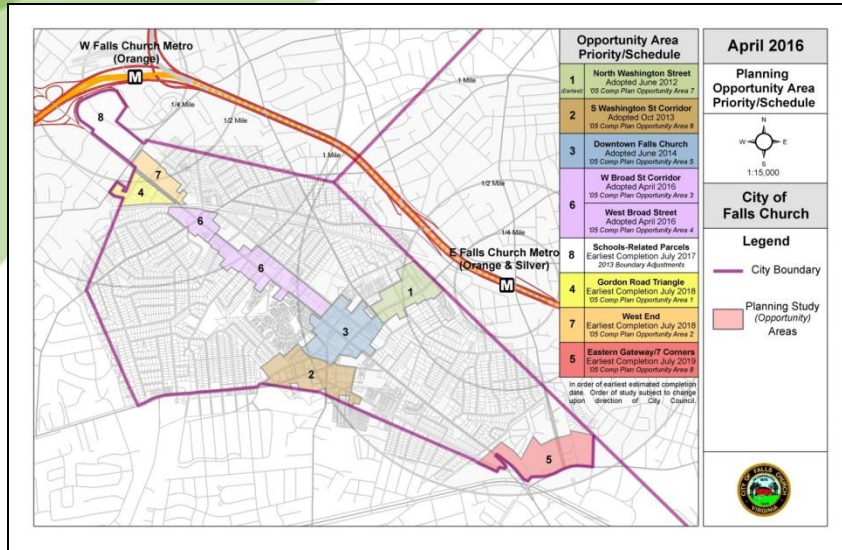 W Falls Church Metro
(Orange)
M
1 Mile
1/4 Mile
1/2 Mile
1 Mile
1/2 Mile
1/4 Mile
E Falls Church Metro
(Orange & Silver)
M
8
7
4
6
6
1
3
2
5
Opportunity Area
Priority/Schedule
1
(Earliest)
North Washington Street
Adopted June 2012
'05 Comp Plan Opportunity Area 7
2
S Washington St Corridor
Adopted Oct 2013
'05 Comp Plan Opportunity Area 6
3
Downtown Falls Church
Adopted June 2014
'05 Comp Plan Opportunity Area 5
6
W Broad St Corridor
Adopted April 2016
'05 Comp Plan Opportunity Area 3
West Broad Street
Adopted April 2016
'05 Comp Plan Opportunity Area 4
8
Schools-Related Parcels
Earliest Completion July 2017
2013 Boundary Adjustments
4
Gordon Road Triangle
Earliest Completion July 2018
'05 Comp Plan Opportunity Area 1
7
West End
Earliest Completion July 2018
'05 Comp Plan Opportunity Area 2
5
Eastern Gateway/7 Corners
Earliest Completion July 2019
'05 Comp Plan Opportunity Area 8
In order of earliest estimated completion
date. Order of study subject to change
upon direction of City Council.
April 2016
Planning
Opportunity Area
Priority/Schedule
N
W
E
S
1:15,000
City of
Falls Church
Legend
City Boundary
Planning Study
(Opportunity)
Areas
CITY OF FALLS CHURCH
VIRGINIA